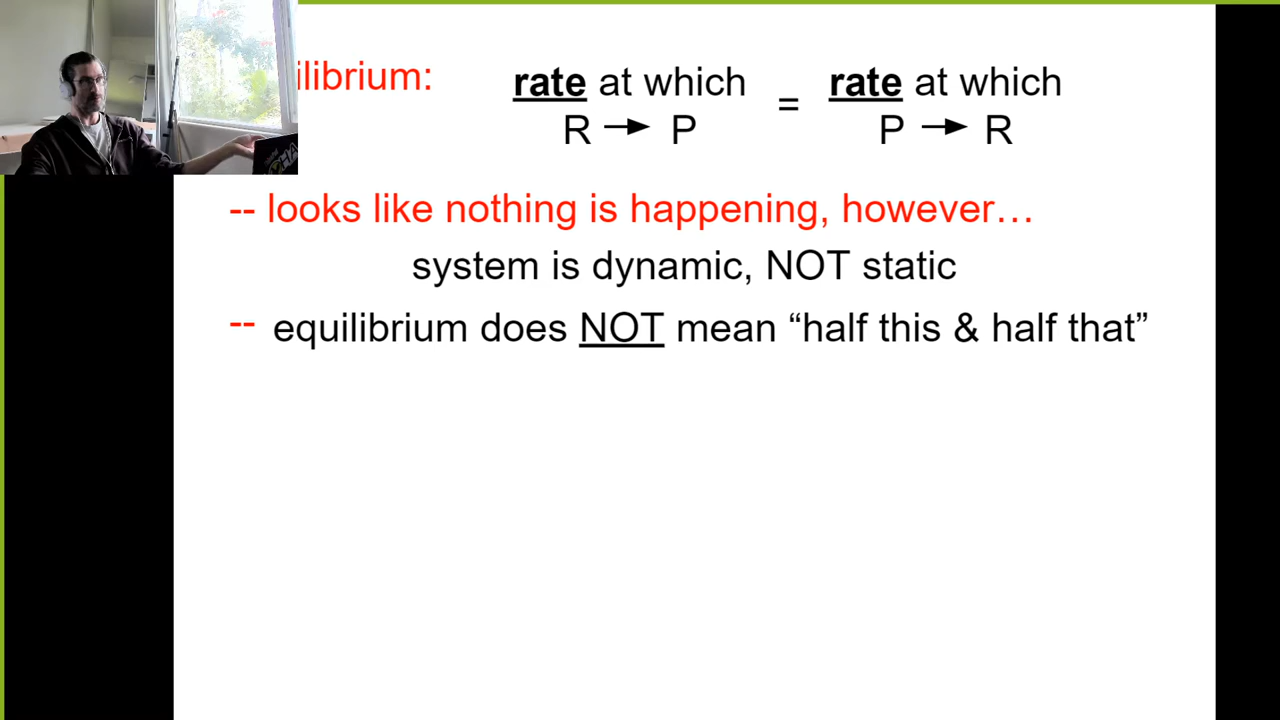 ilibrium:
rate at which = rate at which
R → P P → R
-- looks like nothing is happening, however…
system is dynamic, NOT static
-- equilibrium does NOT mean “half this & half that”